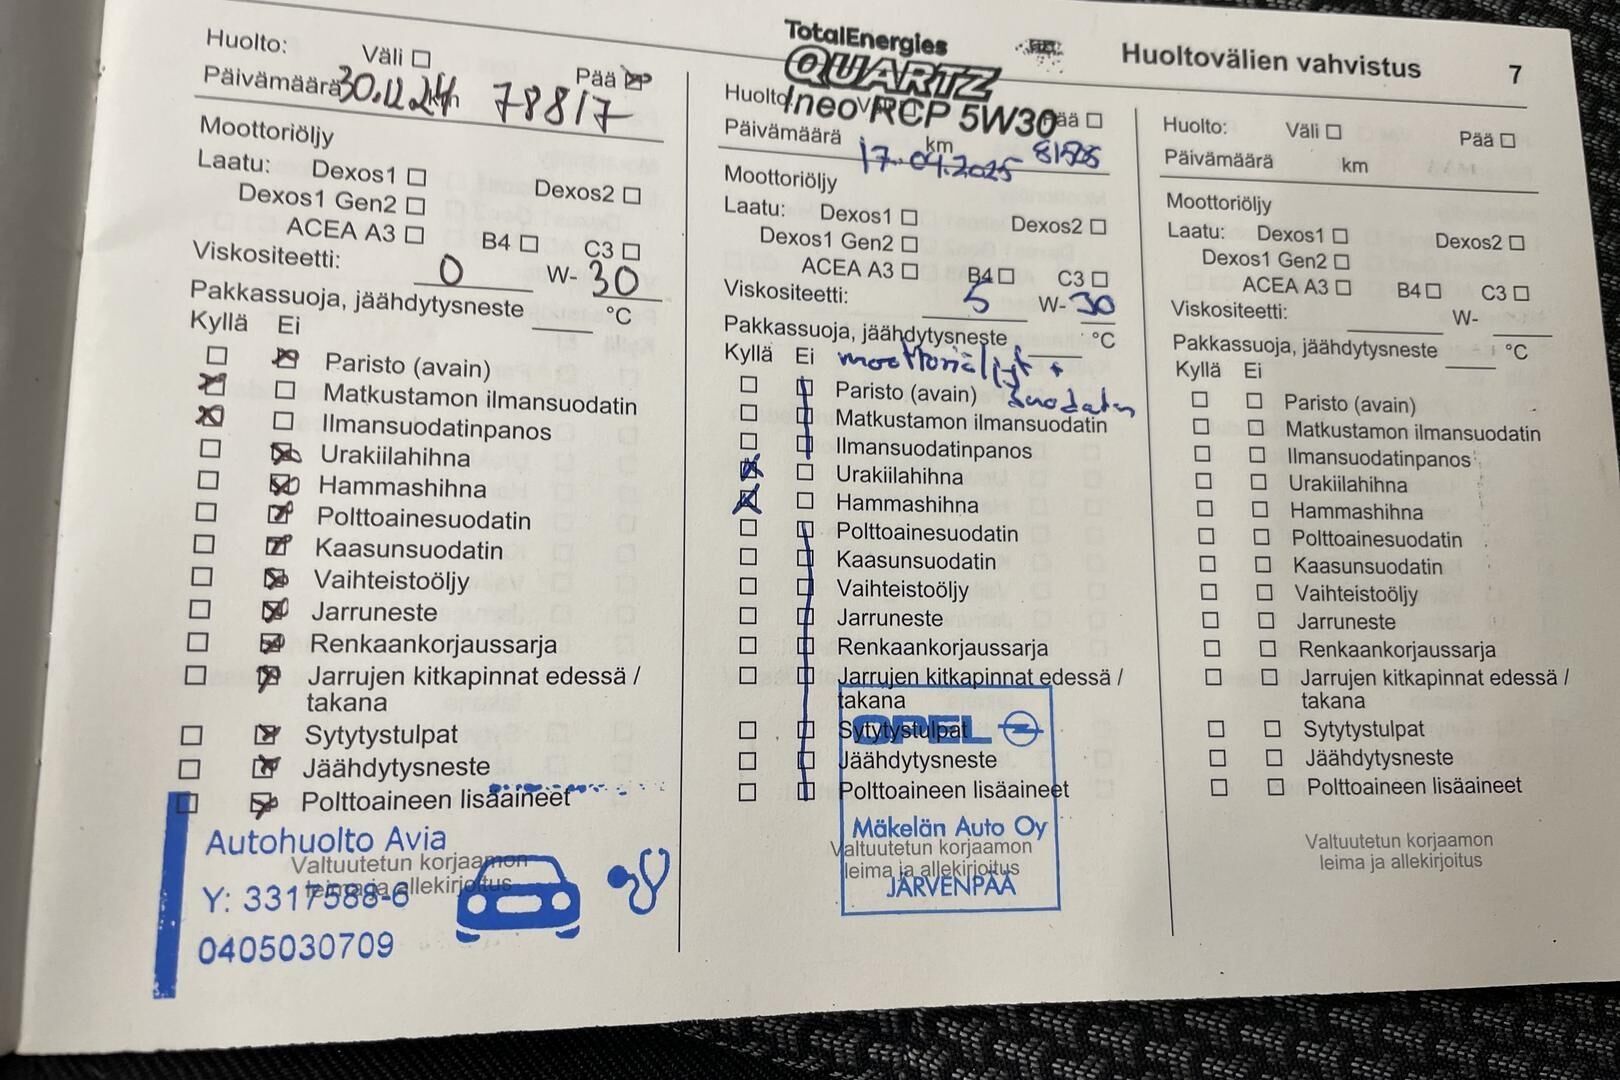 Huoltovälien vahvistus 7
Huolto: Väli ☐ Pää ☒
Päivämäärä 30.12.24 km 78817
Moottoriöljy
Laatu: Dexos1 ☐ Dexos2 ☐
Dexos1 Gen2 ☐
ACEA A3 ☐ B4 ☐ C3 ☐
Viskositeetti: 0 W- 30
Pakkassuoja, jäähdytysneste ____ °C
Kyllä Ei
☐ ☒ Paristo (avain)
☒ ☐ Matkustamon ilmansuodatin
☒ ☐ Ilmansuodatinpanos
☐ ☒ Urakiilahihna
☐ ☒ Hammashihna
☐ ☒ Polttoainesuodatin
☐ ☒ Kaasunsuodatin
☐ ☒ Vaihteistoöljy
☐ ☒ Jarruneste
☐ ☒ Renkaankorjaussarja
☐ ☒ Jarrujen kitkapinnat edessä /
takana
☐ ☒ Sytytystulpat
☐ ☒ Jäähdytysneste
☐ ☒ Polttoaineen lisäaineet
Autohuolto Avia
Valtuutetun korjaamon
leima ja allekirjoitus
Y: 3317588-6
0405030709
TotalEnergies
QUARTZ
Ineo RCP 5W30
Huolto: Pää ☐
Päivämäärä 17.04.2025 km
Moottoriöljy
Laatu: Dexos1 ☐ Dexos2 ☐
Dexos1 Gen2 ☐
ACEA A3 ☐ B4 ☐ C3 ☐
Viskositeetti: 5 W- 30
Pakkassuoja, jäähdytysneste ____ °C
Kyllä Ei moottoriöljyt +
☐ ☐ Paristo (avain) suodatin
☐ ☐ Matkustamon ilmansuodatin
☐ ☐ Ilmansuodatinpanos
☒ ☐ Urakiilahihna
☒ ☐ Hammashihna
☐ ☐ Polttoainesuodatin
☐ ☐ Kaasunsuodatin
☐ ☐ Vaihteistoöljy
☐ ☐ Jarruneste
☐ ☐ Renkaankorjaussarja
☐ ☐ Jarrujen kitkapinnat edessä /
takana
OPEL
☐ ☐ Sytytystulpat
☐ ☐ Jäähdytysneste
☐ ☐ Polttoaineen lisäaineet
Mäkelän Auto Oy
Valtuutetun korjaamon
leima ja allekirjoitus
JÄRVENPÄÄ
Huolto: Väli ☐ Pää ☐
Päivämäärä km
Moottoriöljy
Laatu: Dexos1 ☐ Dexos2 ☐
Dexos1 Gen2 ☐
ACEA A3 ☐ B4 ☐ C3 ☐
Viskositeetti: ____ W- ____
Pakkassuoja, jäähdytysneste ____ °C
Kyllä Ei
☐ ☐ Paristo (avain)
☐ ☐ Matkustamon ilmansuodatin
☐ ☐ Ilmansuodatinpanos
☐ ☐ Urakiilahihna
☐ ☐ Hammashihna
☐ ☐ Polttoainesuodatin
☐ ☐ Kaasunsuodatin
☐ ☐ Vaihteistoöljy
☐ ☐ Jarruneste
☐ ☐ Renkaankorjaussarja
☐ ☐ Jarrujen kitkapinnat edessä /
takana
☐ ☐ Sytytystulpat
☐ ☐ Jäähdytysneste
☐ ☐ Polttoaineen lisäaineet
Valtuutetun korjaamon
leima ja allekirjoitus